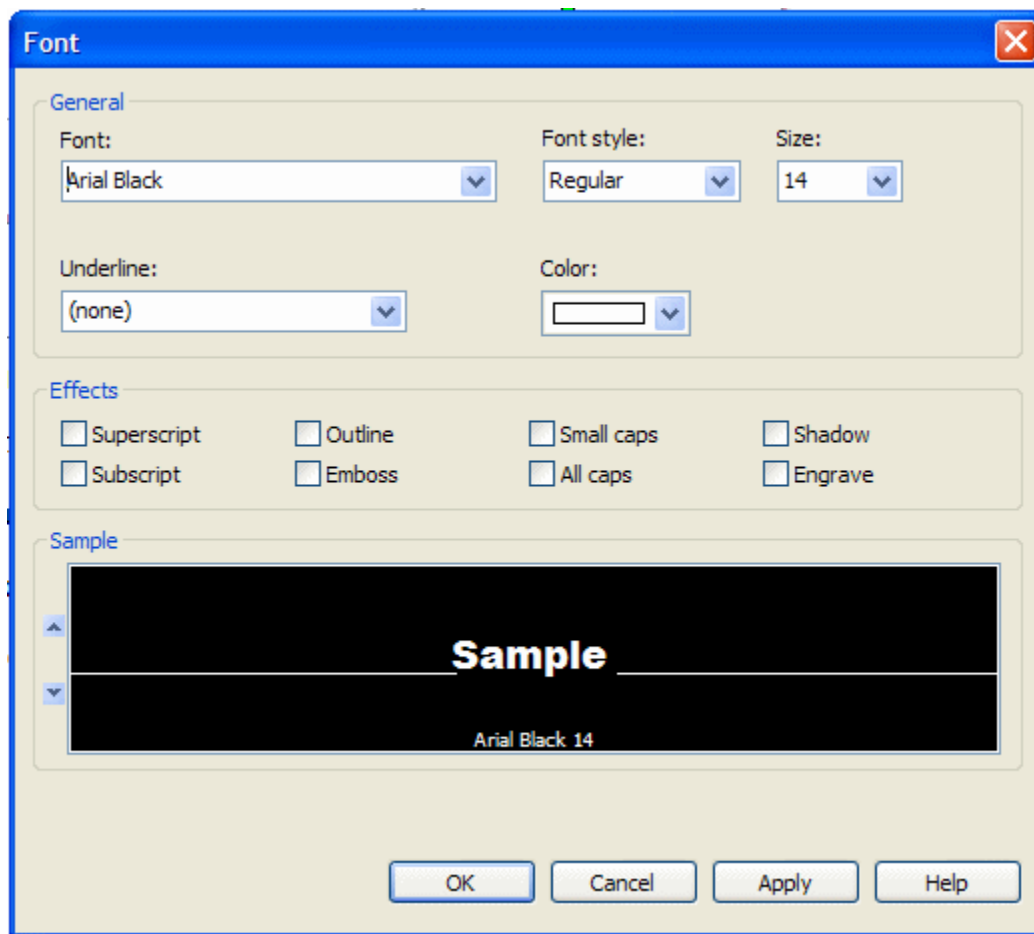 Font
General
Font: Font style: Size:
Arial Black Regular 14
Underline: Color:
(none)
Effects
Superscript Outline Small caps Shadow
Subscript Emboss All caps Engrave
Sample
Sample
Arial Black 14
OK Cancel Apply Help